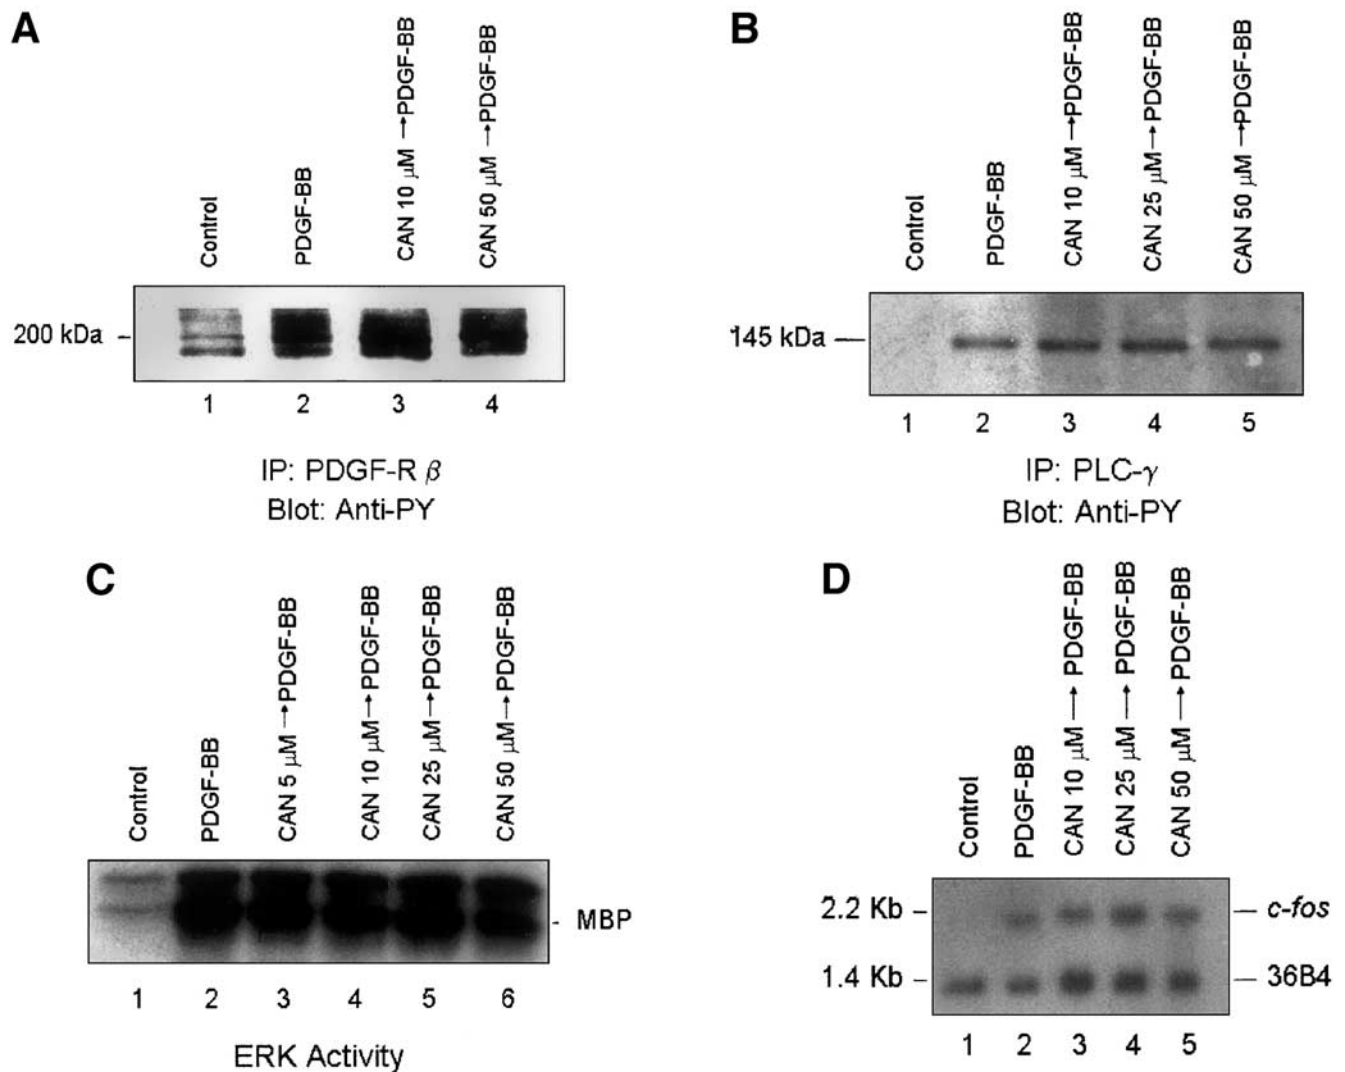 A
Control
PDGF-BB
CAN 10 µM →PDGF-BB
CAN 50 µM →PDGF-BB
200 kDa
1 2 3 4
IP: PDGF-R β
Blot: Anti-PY
B
Control
PDGF-BB
CAN 10 µM→PDGF-BB
CAN 25 µM→PDGF-BB
CAN 50 µM →PDGF-BB
145 kDa
1 2 3 4 5
IP: PLC-γ
Blot: Anti-PY
C
Control
PDGF-BB
CAN 5 µM →PDGF-BB
CAN 10 µM→PDGF-BB
CAN 25 µM→PDGF-BB
CAN 50 µM→PDGF-BB
MBP
1 2 3 4 5 6
ERK Activity
D
Control
PDGF-BB
CAN 10 µM → PDGF-BB
CAN 25 µM → PDGF-BB
CAN 50 µM → PDGF-BB
2.2 Kb c-fos
1.4 Kb 36B4
1 2 3 4 5